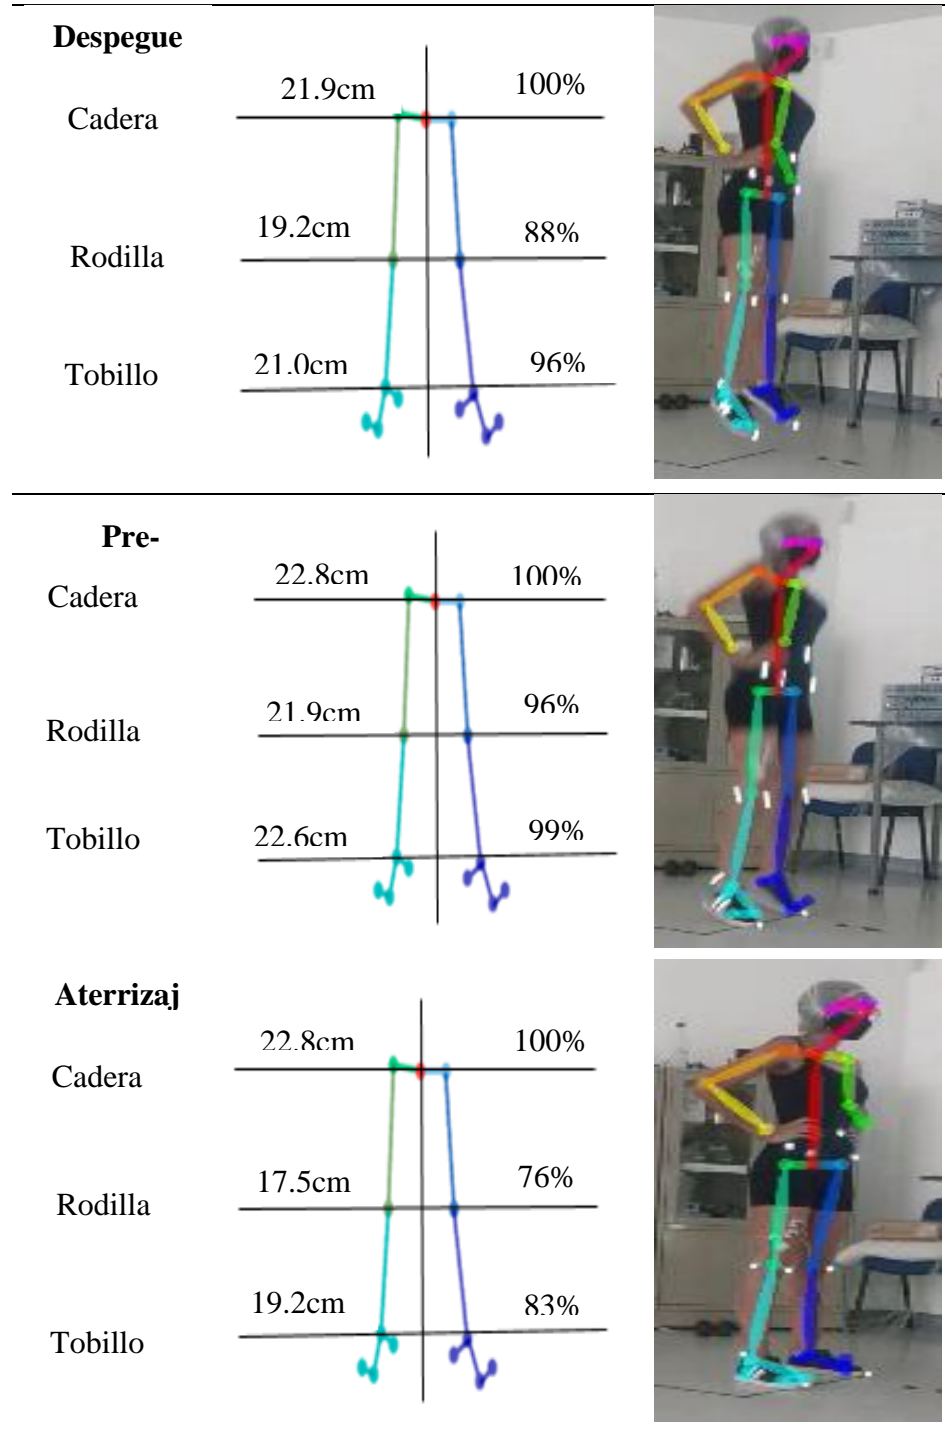 Despegue
21.9cm 100%
Cadera
19.2cm 88%
Rodilla
21.0cm 96%
Tobillo
Pre-
22.8cm 100%
Cadera
21.9cm 96%
Rodilla
22.6cm 99%
Tobillo
Aterrizaj
22.8cm 100%
Cadera
17.5cm 76%
Rodilla
19.2cm 83%
Tobillo